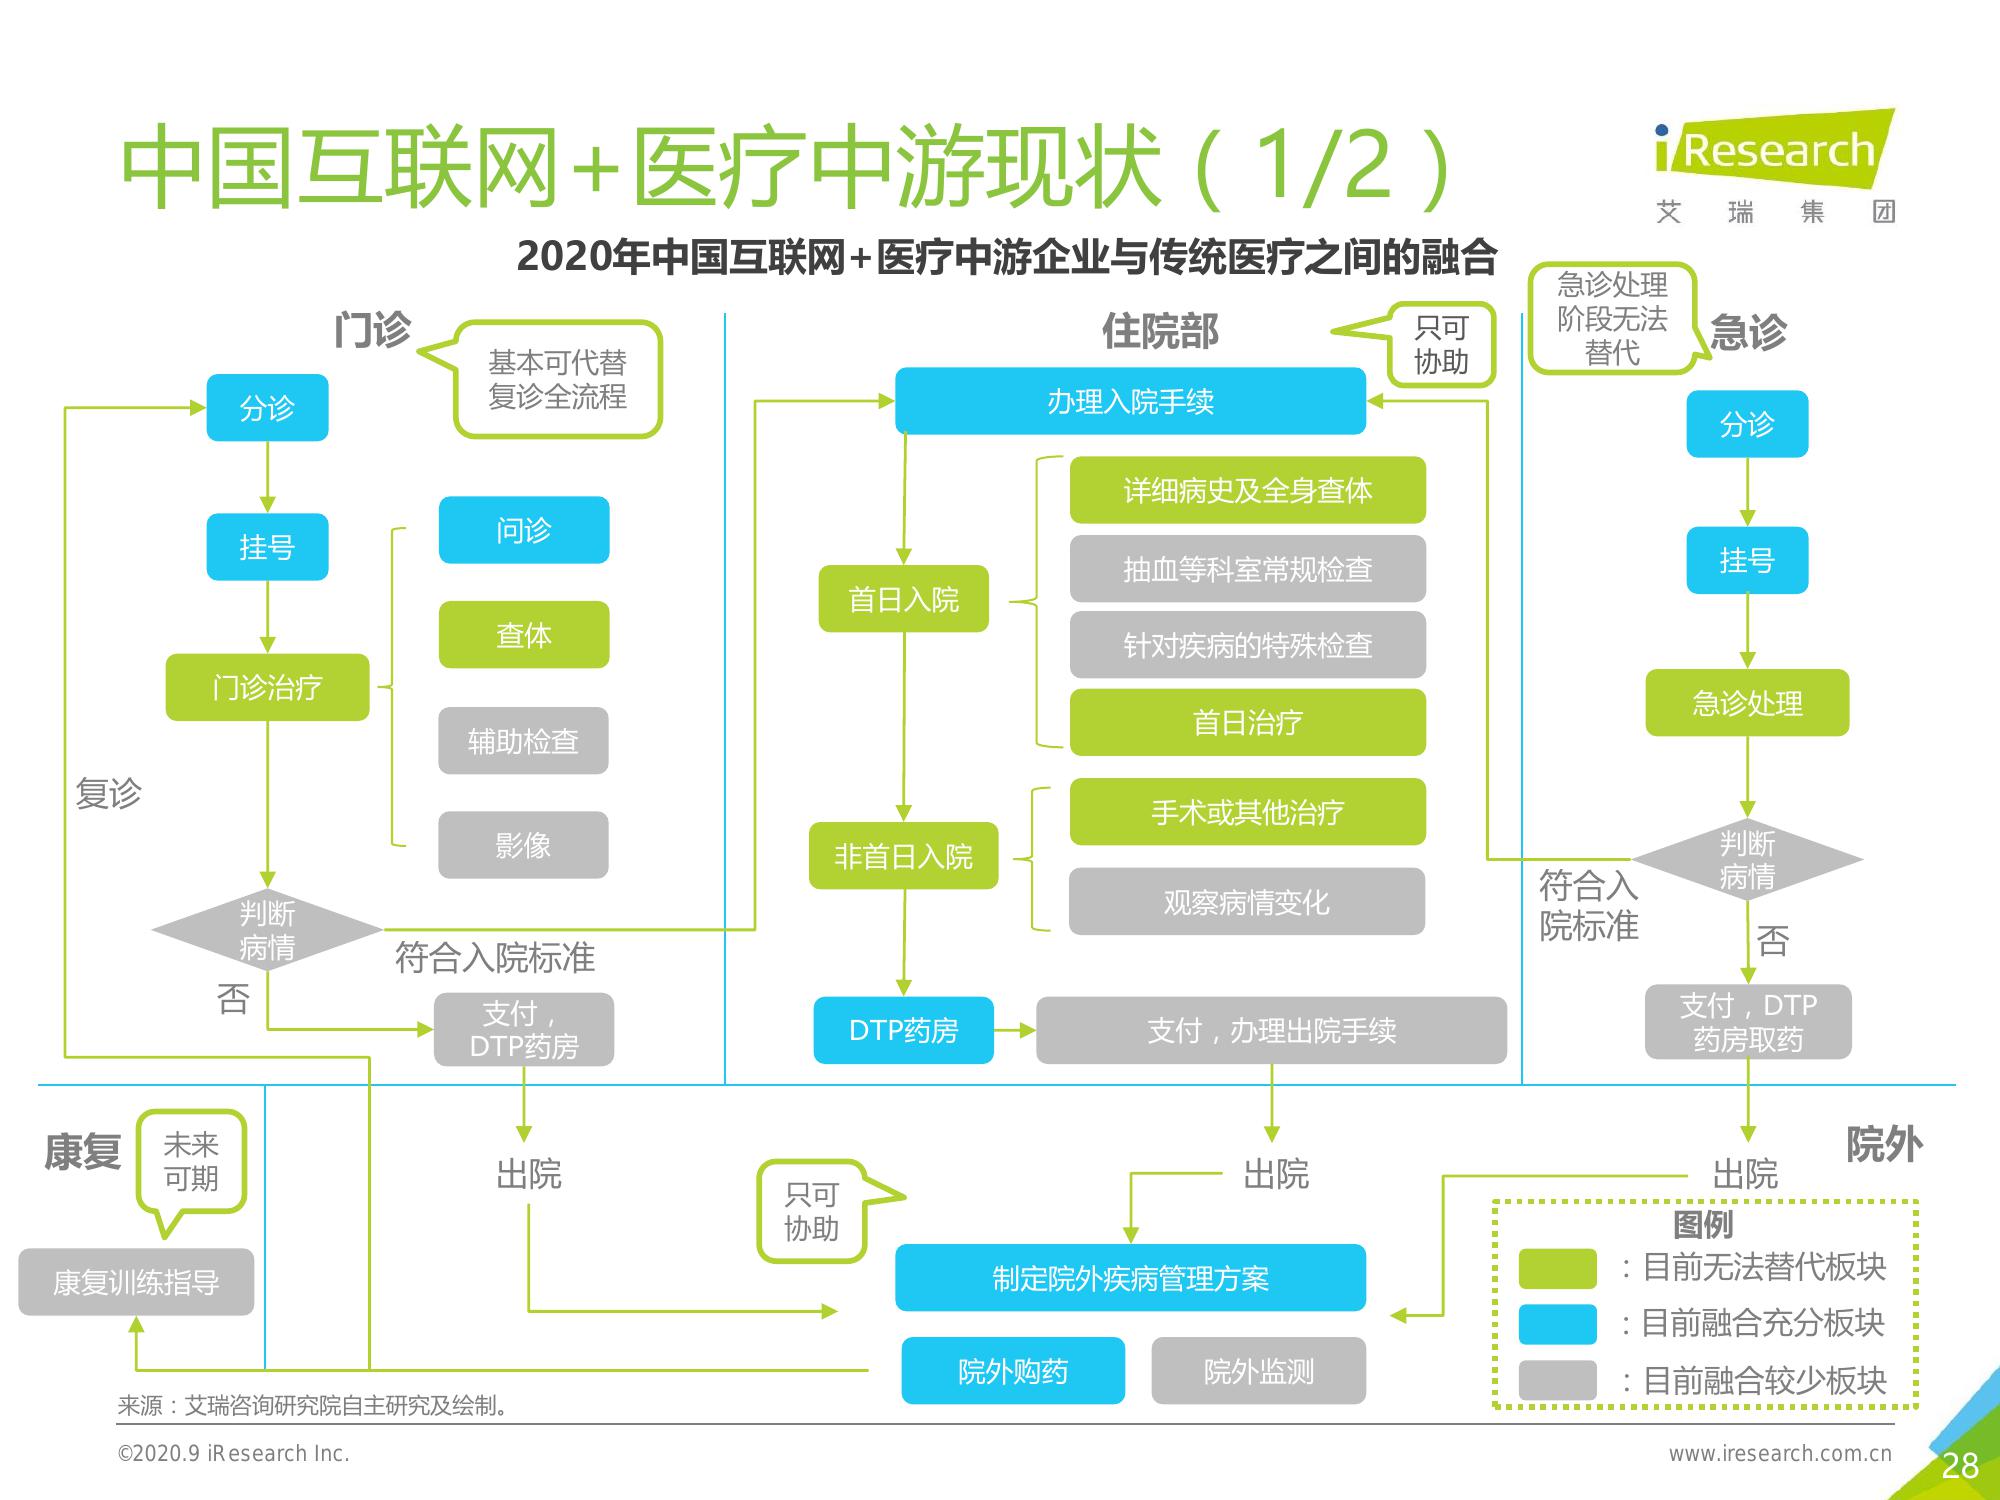 中国互联网+医疗中游现状（1/2）
iResearch
艾瑞集团
2020年中国互联网+医疗中游企业与传统医疗之间的融合
门诊
基本可代替
复诊全流程
分诊
挂号
门诊治疗
问诊
查体
辅助检查
影像
复诊
判断
病情
符合入院标准
否
支付，
DTP药房
住院部
只可
协助
办理入院手续
首日入院
详细病史及全身查体
抽血等科室常规检查
针对疾病的特殊检查
首日治疗
非首日入院
手术或其他治疗
观察病情变化
DTP药房
支付，办理出院手续
急诊处理
阶段无法
替代
急诊
分诊
挂号
急诊处理
判断
病情
符合入
院标准
否
支付，DTP
药房取药
康复
未来
可期
康复训练指导
院外
出院
出院
出院
只可
协助
制定院外疾病管理方案
院外购药
院外监测
图例
：目前无法替代板块
：目前融合充分板块
：目前融合较少板块
来源：艾瑞咨询研究院自主研究及绘制。
©2020.9 iResearch Inc.
www.iresearch.com.cn
28